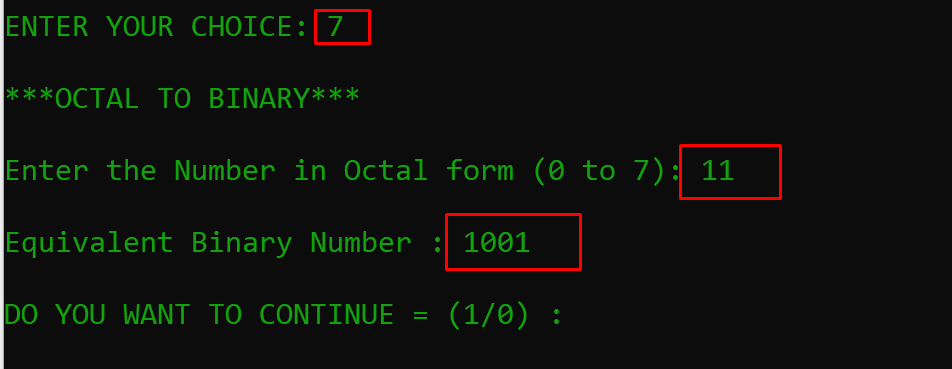 ENTER YOUR CHOICE: 7
***OCTAL TO BINARY***
Enter the Number in Octal form (0 to 7): 11
Equivalent Binary Number : 1001
DO YOU WANT TO CONTINUE = (1/0) :